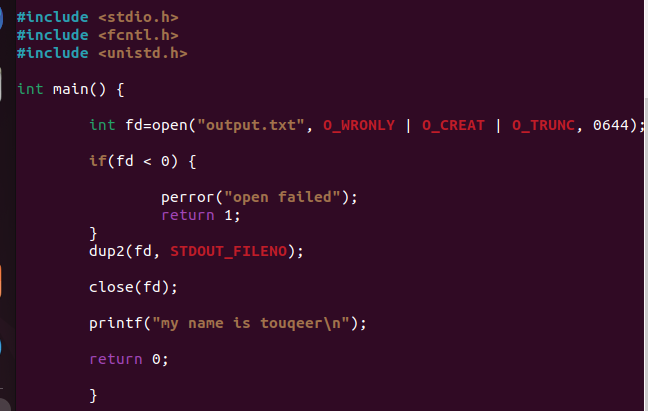 #include <stdio.h>
#include <fcntl.h>
#include <unistd.h>
int main() {
int fd=open("output.txt", O_WRONLY | O_CREAT | O_TRUNC, 0644);
if(fd < 0) {
perror("open failed");
return 1;
}
dup2(fd, STDOUT_FILENO);
close(fd);
printf("my name is touqeer\n");
return 0;
}